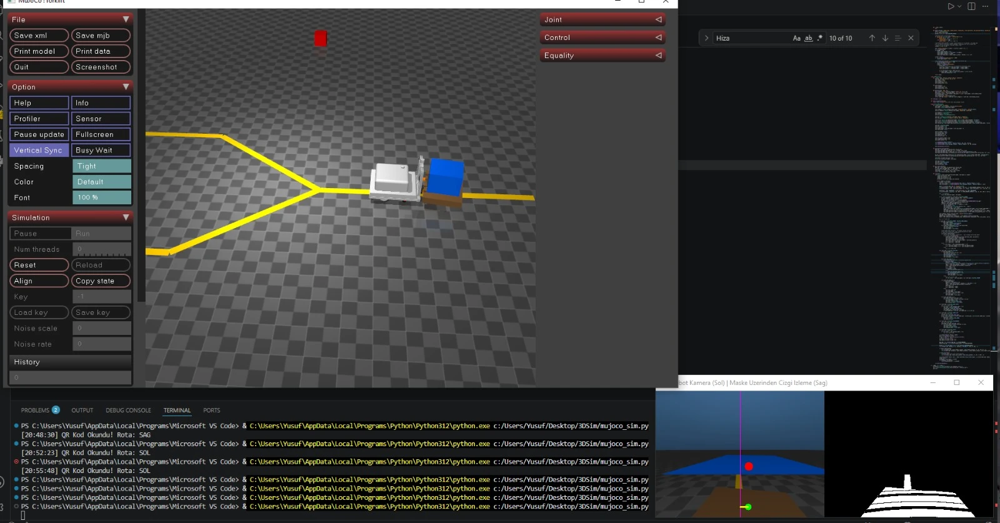 MuJoCo : forklift
File
Save xml
Save mjb
Print model
Print data
Quit
Screenshot
Option
Help
Info
Profiler
Sensor
Pause update
Fullscreen
Vertical Sync
Busy Wait
Spacing
Tight
Color
Default
Font
100 %
Simulation
Pause
Run
Num threads
0
Reset
Reload
Align
Copy state
Key
-1
Load key
Save key
Noise scale
0
Noise rate
0
History
0
Joint
Control
Equality
Hiza
Aa ab .*
10 of 10
PROBLEMS 2 OUTPUT DEBUG CONSOLE TERMINAL PORTS
PS C:\Users\Yusuf\AppData\Local\Programs\Microsoft VS Code> & C:\Users\Yusuf\AppData\Local\Programs\Python\Python312\python.exe c:/Users/Yusuf/Desktop/3DSim/mujoco_sim.py
[20:48:30] QR Kod Okundu! Rota: SAG
PS C:\Users\Yusuf\AppData\Local\Programs\Microsoft VS Code> & C:\Users\Yusuf\AppData\Local\Programs\Python\Python312\python.exe c:/Users/Yusuf/Desktop/3DSim/mujoco_sim.py
[20:52:23] QR Kod Okundu! Rota: SOL
PS C:\Users\Yusuf\AppData\Local\Programs\Microsoft VS Code> & C:\Users\Yusuf\AppData\Local\Programs\Python\Python312\python.exe c:/Users/Yusuf/Desktop/3DSim/mujoco_sim.py
[20:55:48] QR Kod Okundu! Rota: SOL
PS C:\Users\Yusuf\AppData\Local\Programs\Microsoft VS Code> & C:\Users\Yusuf\AppData\Local\Programs\Python\Python312\python.exe c:/Users/Yusuf/Desktop/3DSim/mujoco_sim.py
PS C:\Users\Yusuf\AppData\Local\Programs\Microsoft VS Code> & C:\Users\Yusuf\AppData\Local\Programs\Python\Python312\python.exe c:/Users/Yusuf/Desktop/3DSim/mujoco_sim.py
PS C:\Users\Yusuf\AppData\Local\Programs\Microsoft VS Code> & C:\Users\Yusuf\AppData\Local\Programs\Python\Python312\python.exe c:/Users/Yusuf/Desktop/3DSim/mujoco_sim.py
PS C:\Users\Yusuf\AppData\Local\Programs\Microsoft VS Code> & C:\Users\Yusuf\AppData\Local\Programs\Python\Python312\python.exe c:/Users/Yusuf/Desktop/3DSim/mujoco_sim.py
bot Kamera (Sol) | Maske Uzerinden Cizgi Izleme (Sag)